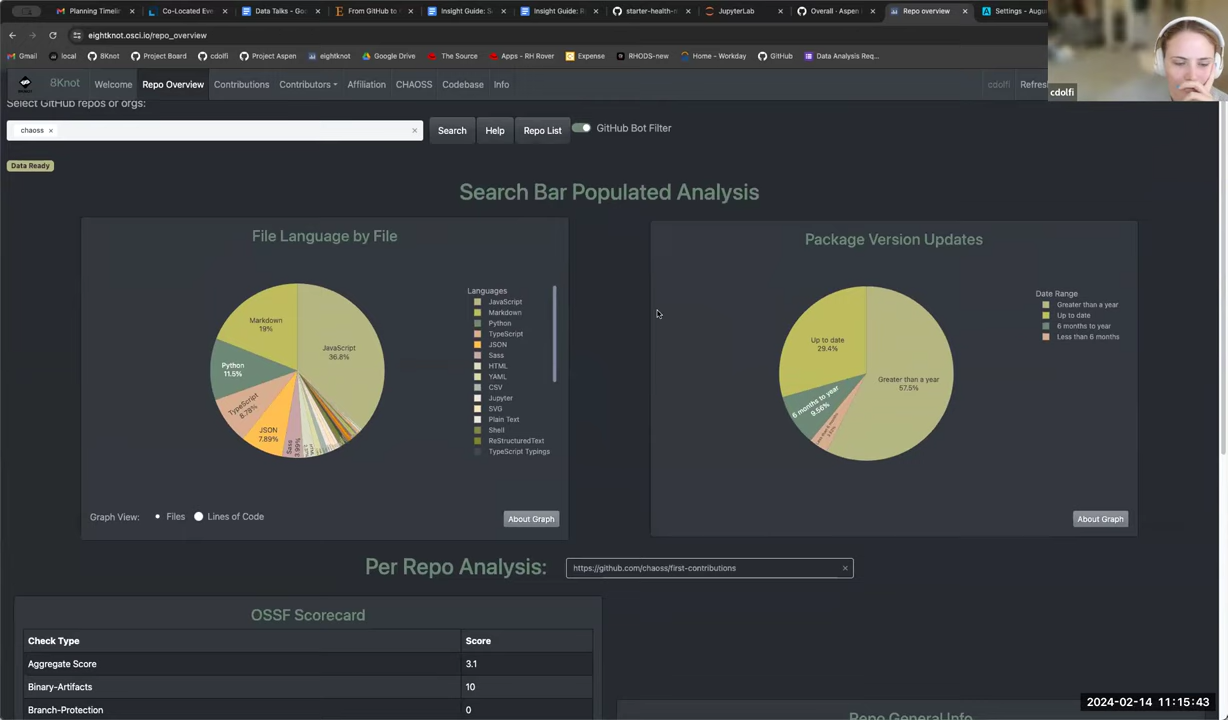 Planning Timelin
Co-Located Eve
Data Talks - Go
From GitHub to
Insight Guide: S
Insight Guide: R
starter-health-n
JupyterLab
Overall · Aspen
Repo overview
Settings - Augu
eightknot.osci.io/repo_overview
Gmail
local
8Knot
Project Board
cdolfi
Project Aspen
eightknot
Google Drive
The Source
Apps - RH Rover
Expense
RHODS-new
Home - Workday
GitHub
Data Analysis Req...
8Knot
Welcome
Repo Overview
Contributions
Contributors
Affiliation
CHAOSS
Codebase
Info
cdolfi
Refres
cdolfi
Select GitHub repos or orgs:
chaoss ×
Search
Help
Repo List
GitHub Bot Filter
Data Ready
Search Bar Populated Analysis
File Language by File
Markdown
19%
JavaScript
36.8%
Python
11.5%
TypeScript
8.78%
JSON
7.89%
Sass
3.99%
Languages
JavaScript
Markdown
Python
TypeScript
JSON
Sass
HTML
YAML
CSV
Jupyter
SVG
Plain Text
Shell
ReStructuredText
TypeScript Typings
Graph View:
Files
Lines of Code
About Graph
Package Version Updates
Up to date
29.4%
Greater than a year
57.5%
6 months to year
9.56%
Date Range
Greater than a year
Up to date
6 months to year
Less than 6 months
About Graph
Per Repo Analysis:
https://github.com/chaoss/first-contributions
OSSF Scorecard
Check Type
Score
Aggregate Score
3.1
Binary-Artifacts
10
Branch-Protection
0
Repo General Info
2024-02-14 11:15:43